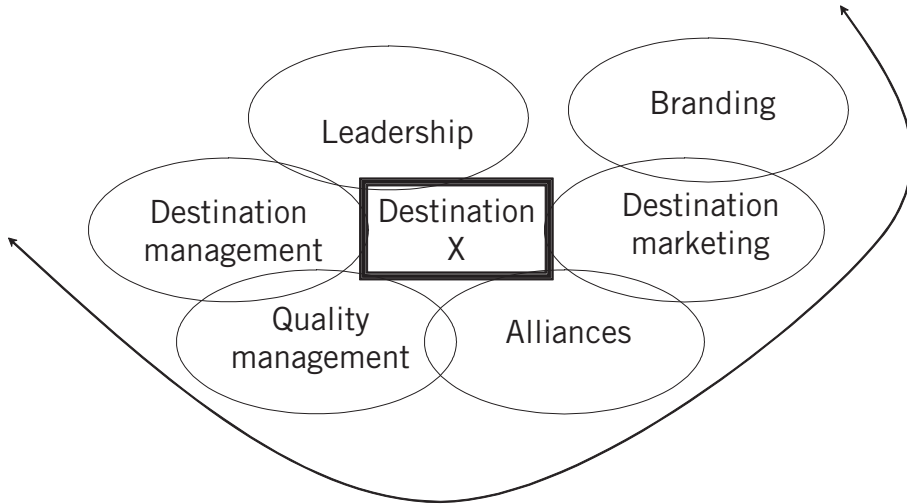 Leadership
Branding
Destination
management
Destination
X
Destination
marketing
Quality
management
Alliances